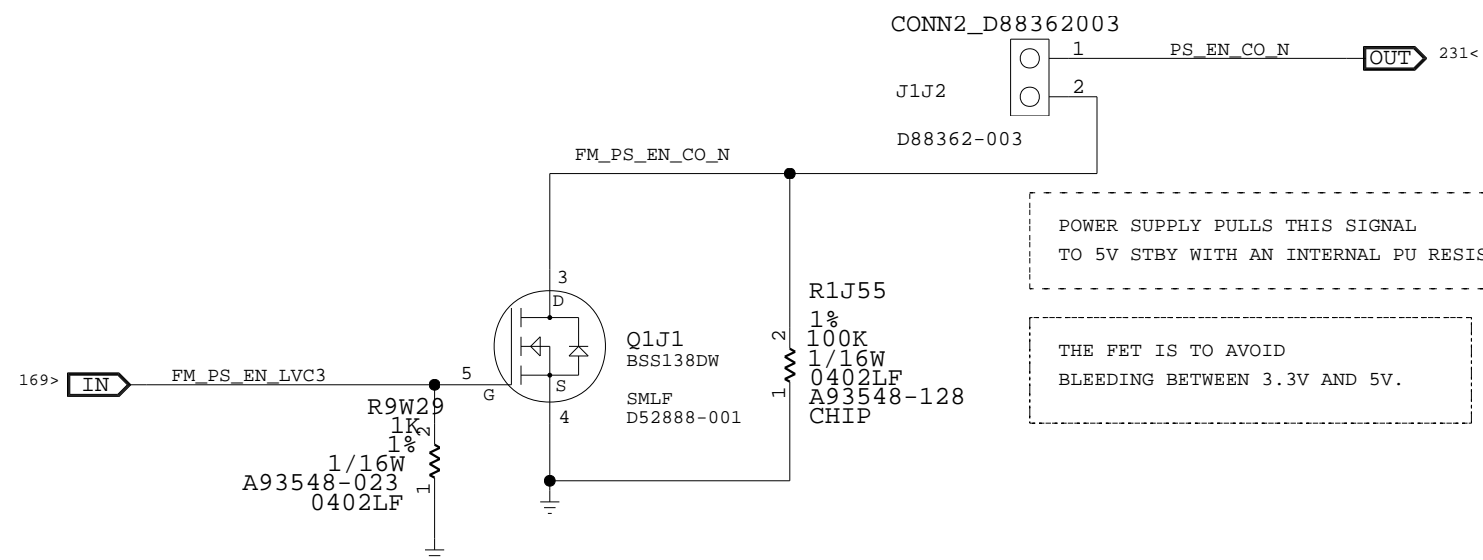 CONN2_D88362003
1
PS_EN_CO_N
OUT
231<
J1J2
2
D88362-003
FM_PS_EN_CO_N
POWER SUPPLY PULLS THIS SIGNAL
TO 5V STBY WITH AN INTERNAL PU
3
D
R1J55
1%
100K
1/16W
0402LF
A93548-128
CHIP
2
1
Q1J1
BSS138DW
SMLF
D52888-001
THE FET IS TO AVOID
BLEEDING BETWEEN 3.3V AND 5V.
169>
IN
FM_PS_EN_LVC3
5
G
S
4
R9W29
1K
2
1%
1/16W
A93548-023
1
0402LF